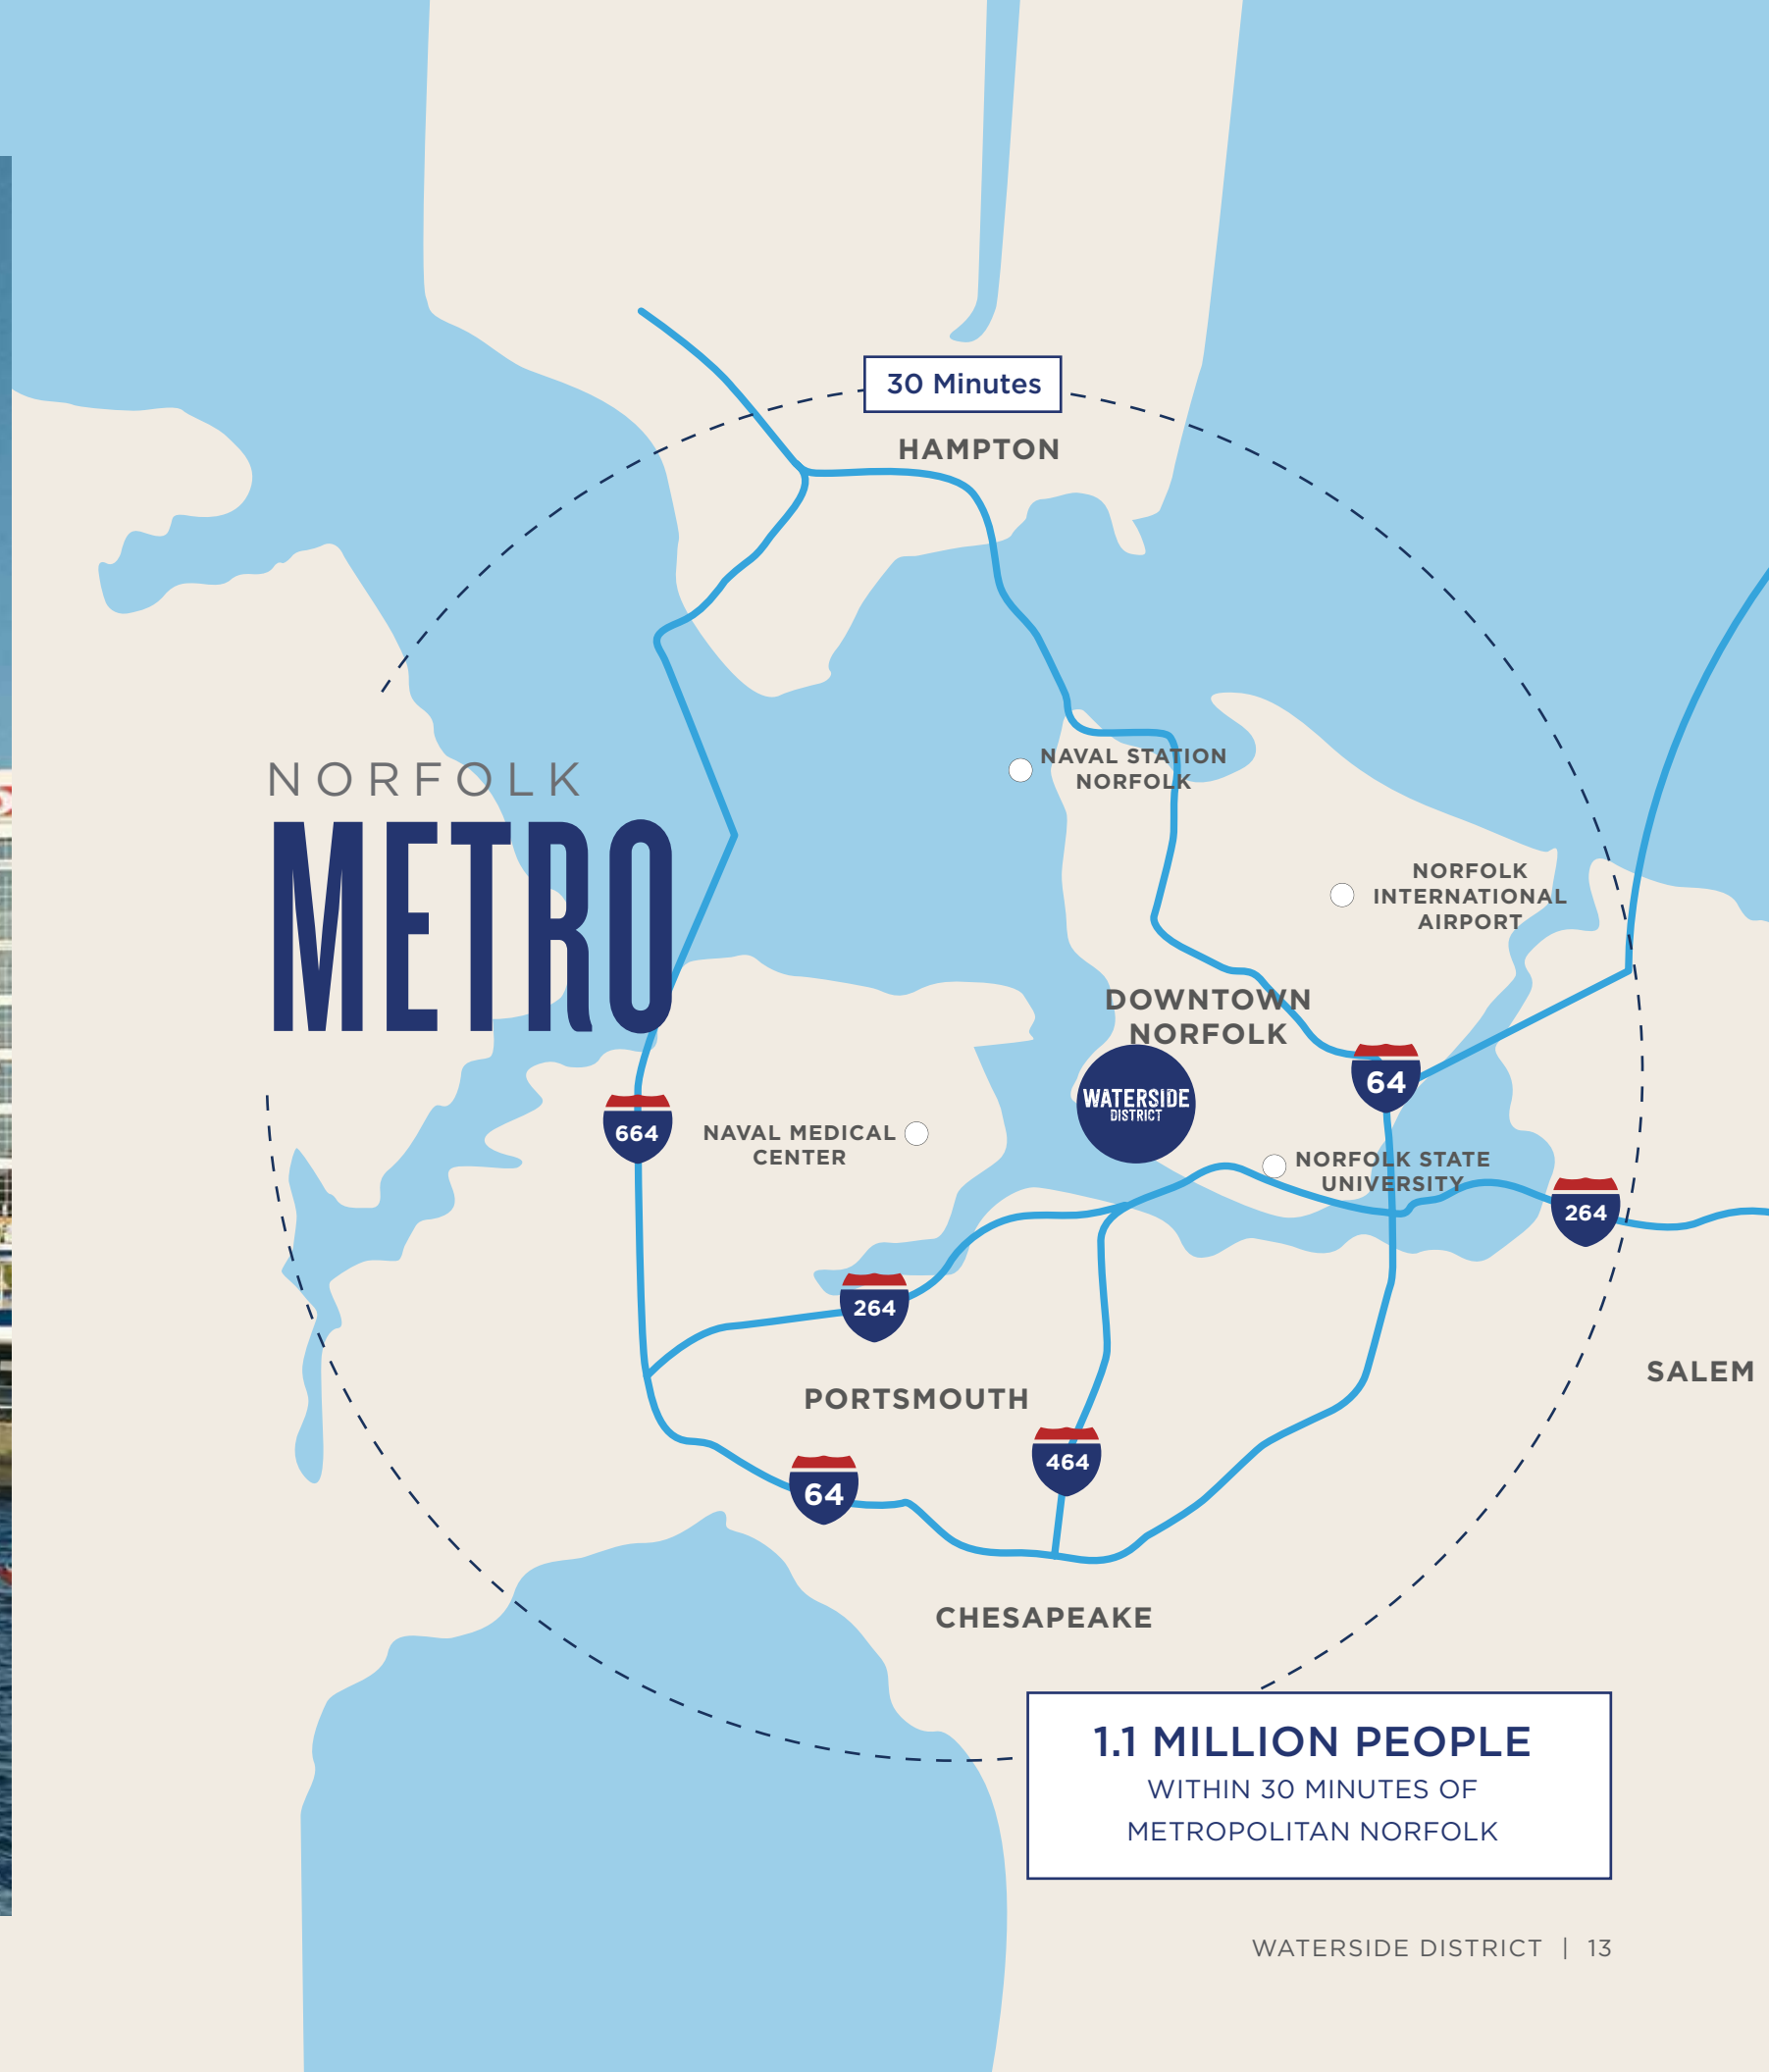 30 Minutes
HAMPTON
NAVAL STATION
NORFOLK
NORFOLK
METRO
NORFOLK
INTERNATIONAL
AIRPORT
DOWNTOWN
NORFOLK
WATERSIDE
DISTRICT
64
664
NAVAL MEDICAL
CENTER
NORFOLK STATE
UNIVERSITY
264
264
SALEM
PORTSMOUTH
464
64
CHESAPEAKE
1.1 MILLION PEOPLE
WITHIN 30 MINUTES OF
METROPOLITAN NORFOLK
WATERSIDE DISTRICT | 13